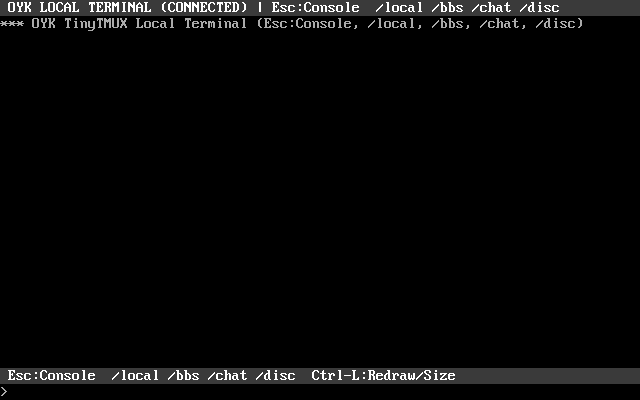 OYK LOCAL TERMINAL (CONNECTED) | Esc:Console  /local /bbs /chat /disc
*** OYK TinyTMUX Local Terminal (Esc:Console, /local, /bbs, /chat, /disc)
Esc:Console  /local /bbs /chat /disc  Ctrl-L:Redraw/Size
>